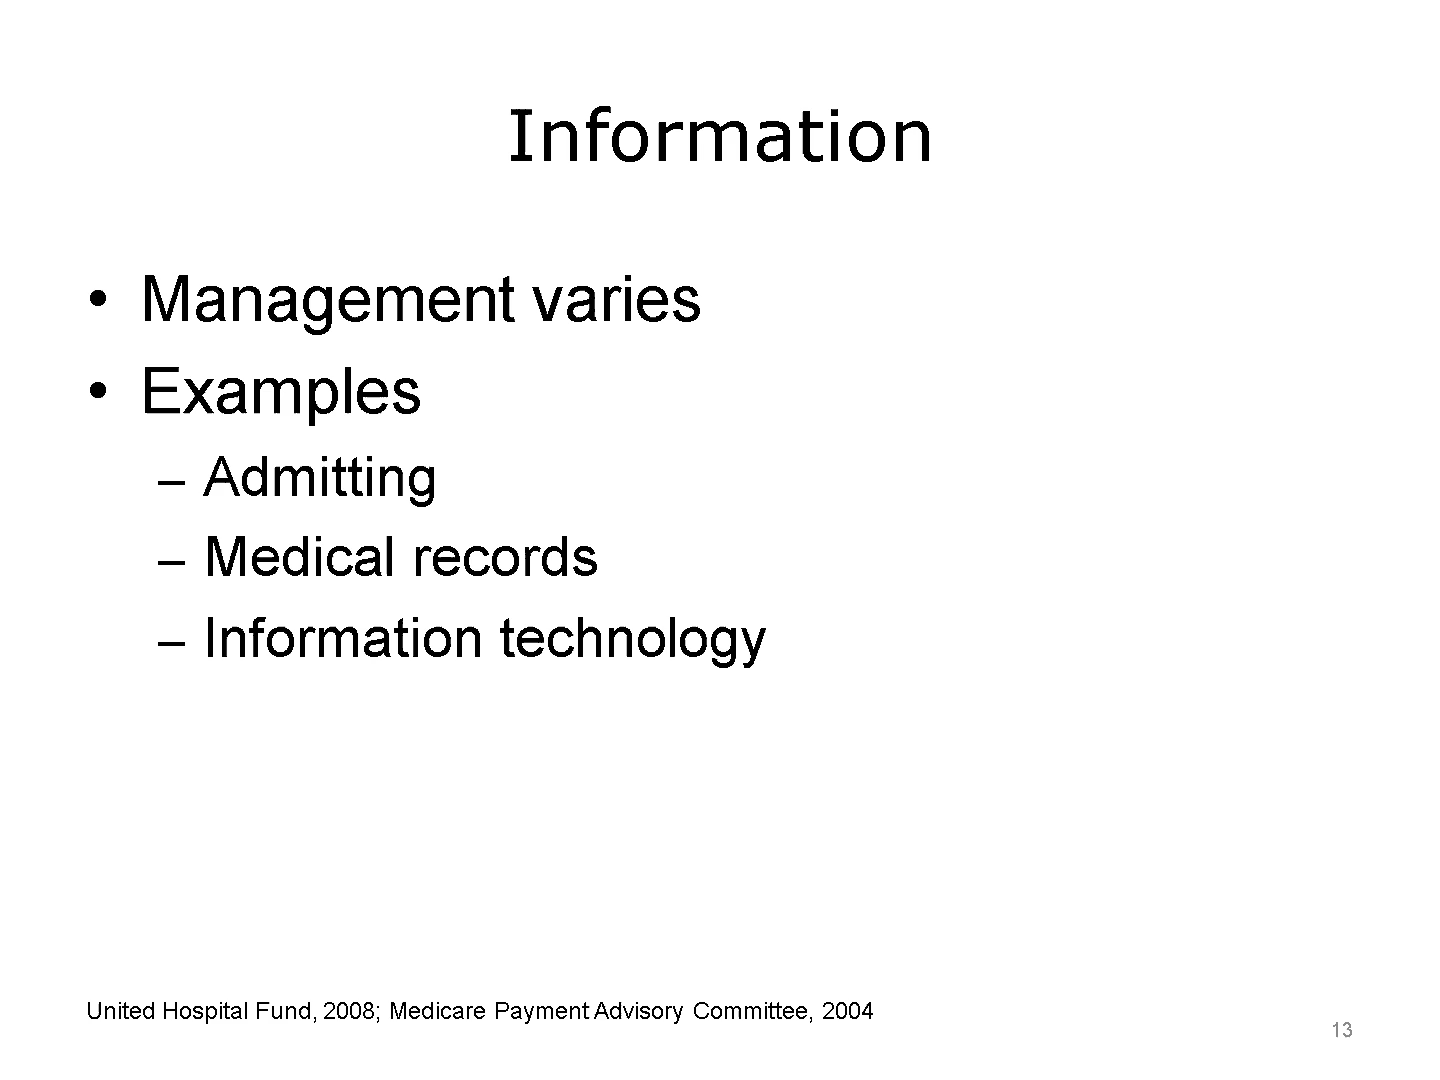 Information
• Management varies
• Examples
– Admitting
– Medical records
– Information technology
United Hospital Fund, 2008; Medicare Payment Advisory Committee, 2004
13